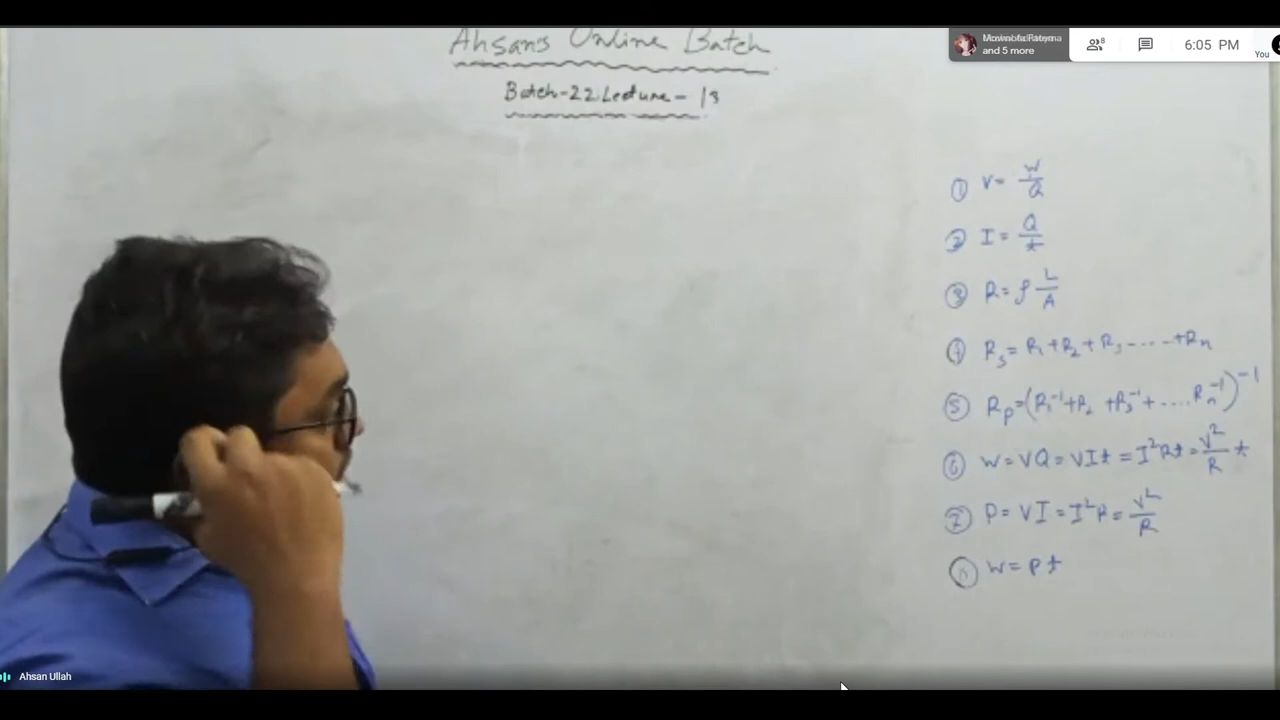 Ahsan's Online Batch
and 5 more
8
6:05 PM
You
Batch-22 Lecture - 13
① V = W/Q
② I = Q/t
③ R = ρ L/A
④ Rs = R1 + R2 + R3 ---- - +Rn
⑤ Rp = (R1⁻¹ + R2 + R3⁻¹ + .... Rn⁻¹)⁻¹
⑥ W = VQ = VIt = I²Rt = V²/R t
⑦ P = VI = I²R = V²/R
⑧ W = Pt
Ahsan Ullah